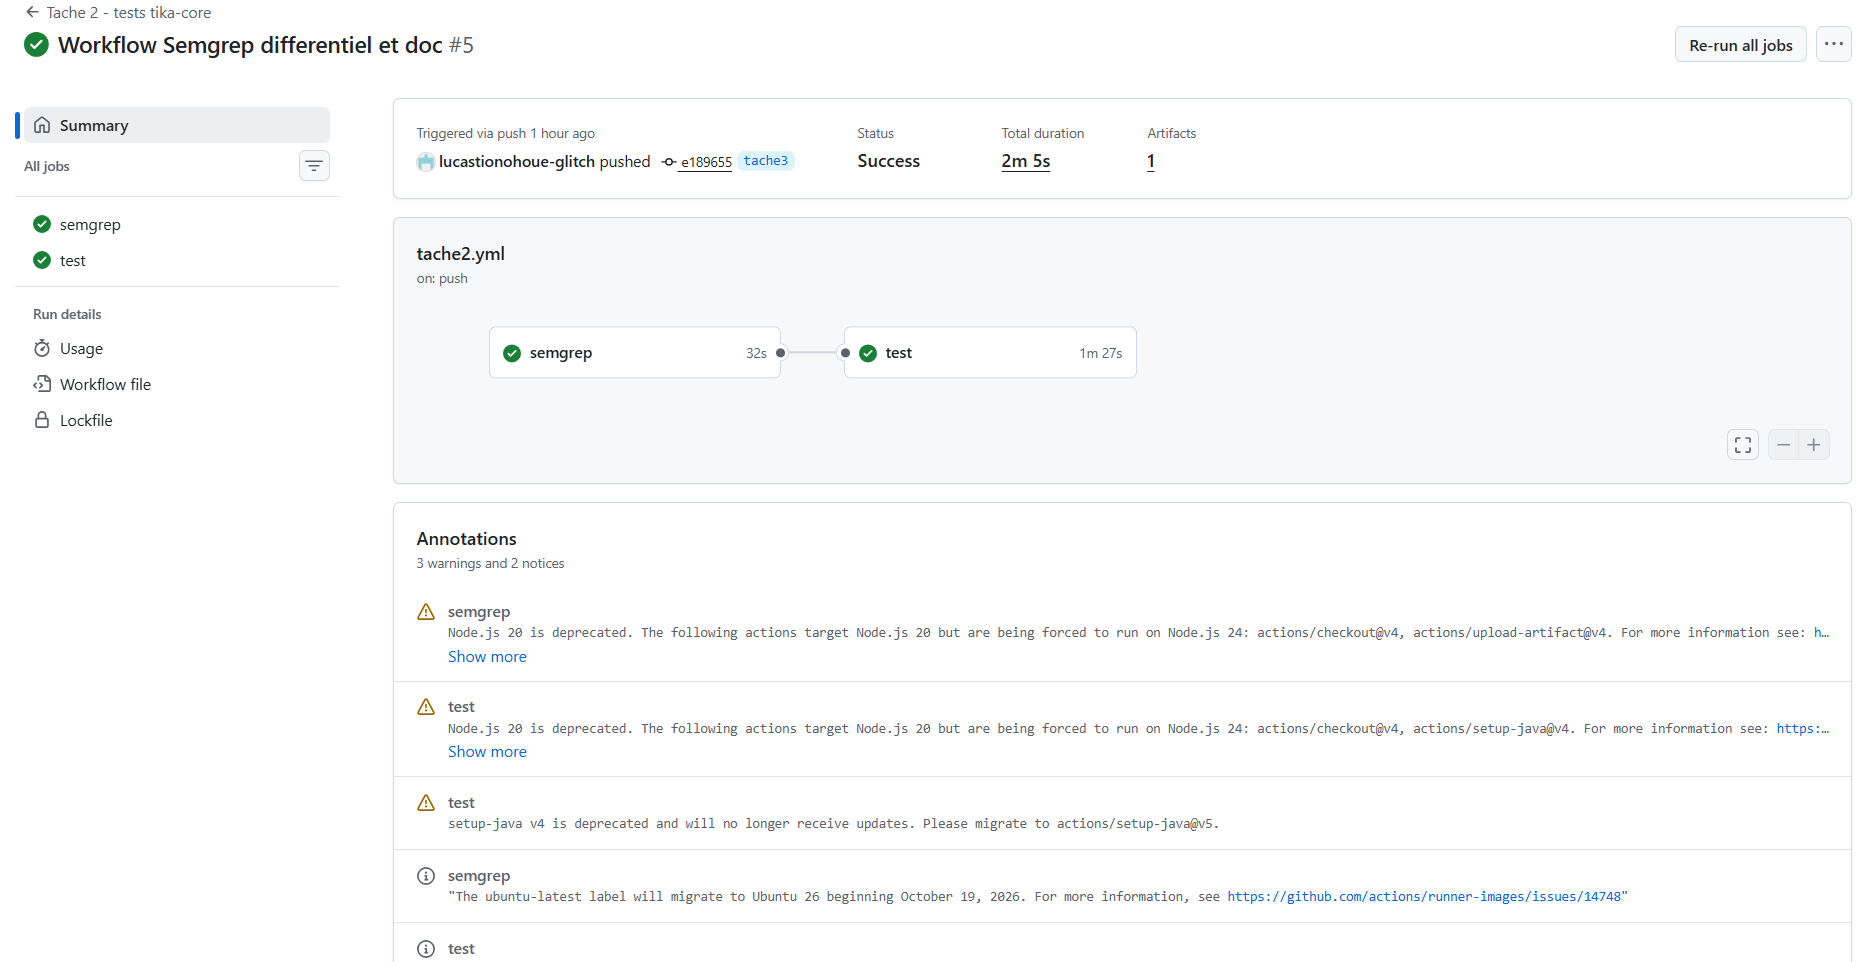 Tache 2 - tests tika-core
Workflow Semgrep differentiel et doc #5
Re-run all jobs
Summary
All jobs
semgrep
test
Run details
Usage
Workflow file
Lockfile
Triggered via push 1 hour ago
lucastionohoue-glitch pushed e189655 tache3
Status
Success
Total duration
2m 5s
Artifacts
1
tache2.yml
on: push
semgrep 32s
test 1m 27s
Annotations
3 warnings and 2 notices
semgrep
Node.js 20 is deprecated. The following actions target Node.js 20 but are being forced to run on Node.js 24: actions/checkout@v4, actions/upload-artifact@v4. For more information see: h…
Show more
test
Node.js 20 is deprecated. The following actions target Node.js 20 but are being forced to run on Node.js 24: actions/checkout@v4, actions/setup-java@v4. For more information see: https:…
Show more
test
setup-java v4 is deprecated and will no longer receive updates. Please migrate to actions/setup-java@v5.
semgrep
"The ubuntu-latest label will migrate to Ubuntu 26 beginning October 19, 2026. For more information, see https://github.com/actions/runner-images/issues/14748"
test